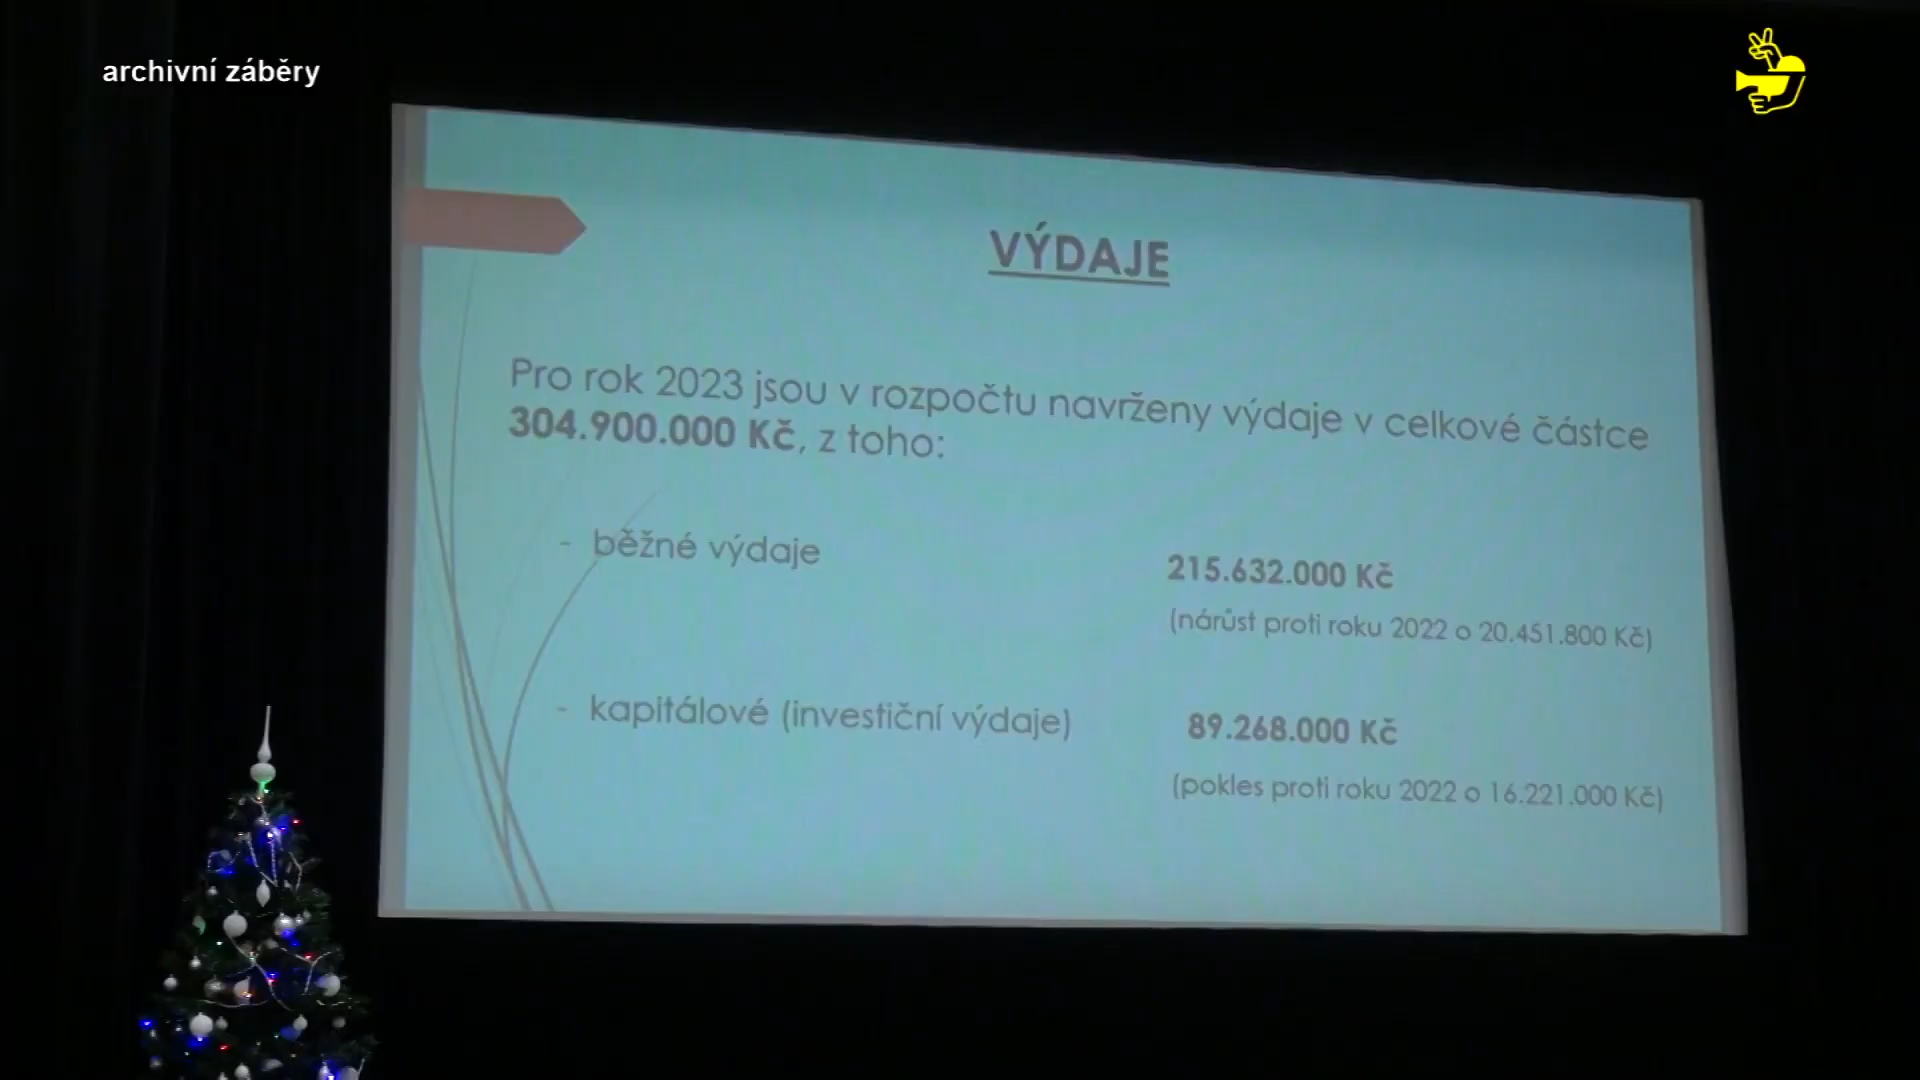 archivní záběry
VÝDAJE
Pro rok 2023 jsou v rozpočtu navrženy výdaje v celkové částce
304.900.000 Kč, z toho:
- běžné výdaje
215.632.000 Kč
(nárůst proti roku 2022 o 20.451.800 Kč)
- kapitálové (investiční výdaje)
89.268.000 Kč
(pokles proti roku 2022 o 16.221.000 Kč)